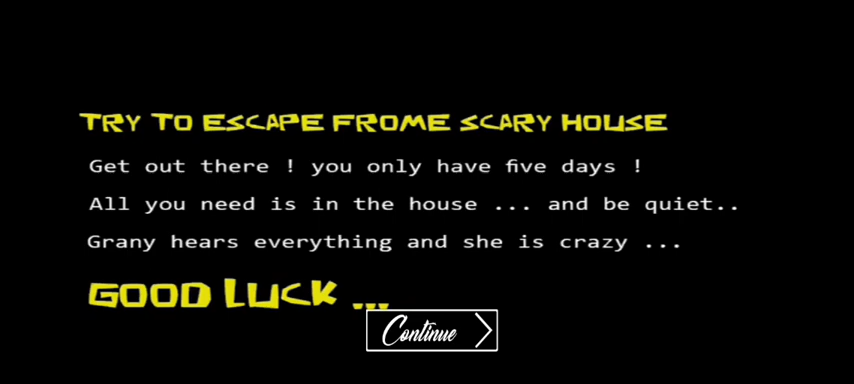 TRY TO ESCAPE FROME SCARY HOUSE
Get out there ! you only have five days !
All you need is in the house ... and be quiet..
Grany hears everything and she is crazy ...
GOOD LUCK ...
Continue